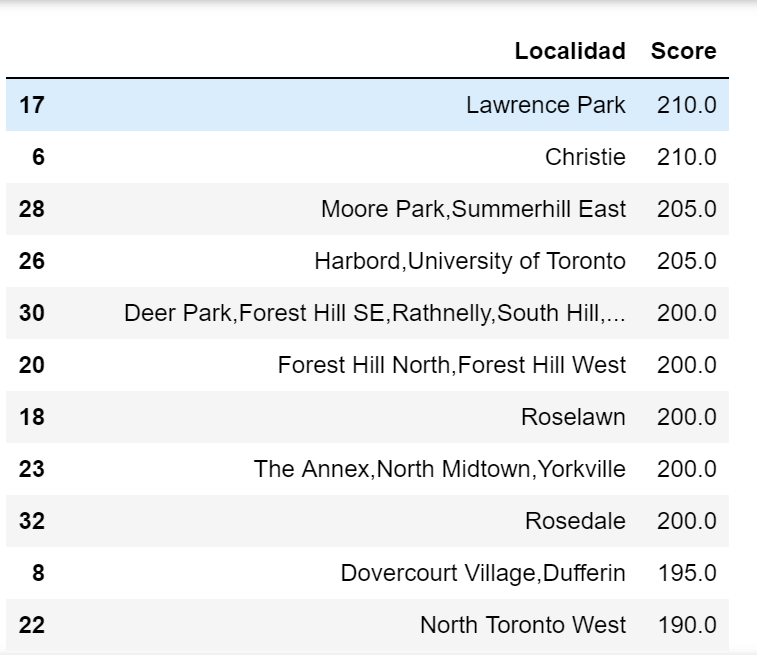 Localidad Score
17 Lawrence Park 210.0
6 Christie 210.0
28 Moore Park,Summerhill East 205.0
26 Harbord,University of Toronto 205.0
30 Deer Park,Forest Hill SE,Rathnelly,South Hill,... 200.0
20 Forest Hill North,Forest Hill West 200.0
18 Roselawn 200.0
23 The Annex,North Midtown,Yorkville 200.0
32 Rosedale 200.0
8 Dovercourt Village,Dufferin 195.0
22 North Toronto West 190.0